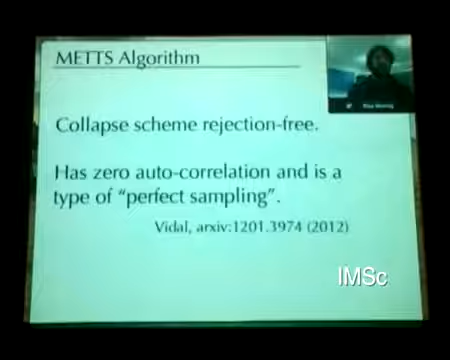 METTS Algorithm
Collapse scheme rejection-free.
Has zero auto-correlation and is a
type of “perfect sampling”.
Vidal, arxiv:1201.3974 (2012)
IMSc